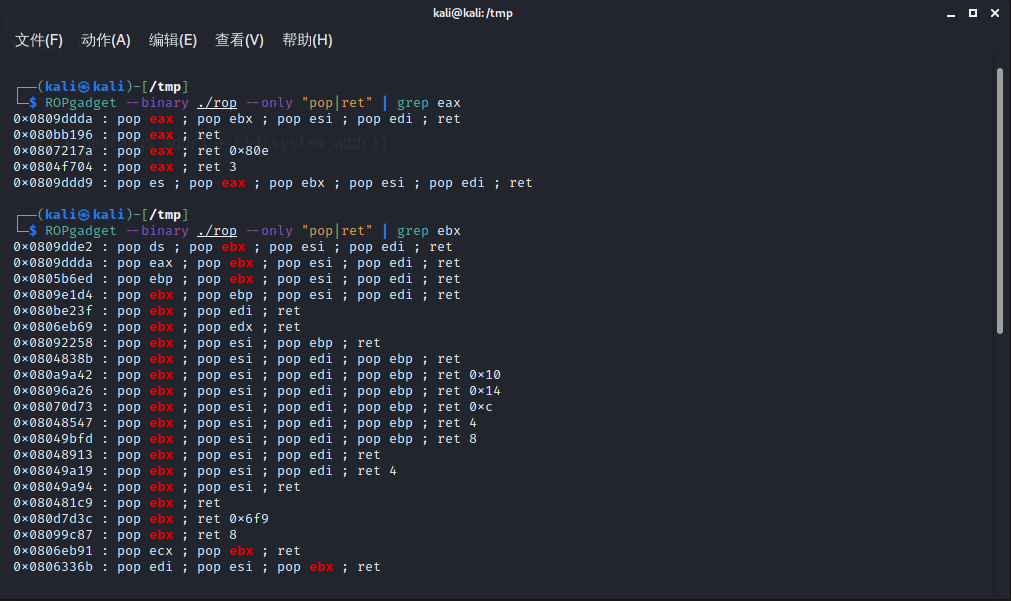 kali@kali: /tmp
文件(F) 动作(A) 编辑(E) 查看(V) 帮助(H)
┌──(kali㉿kali)-[/tmp]
└─$ ROPgadget --binary ./rop --only "pop|ret" | grep eax
0×0809ddda : pop eax ; pop ebx ; pop esi ; pop edi ; ret
0×080bb196 : pop eax ; ret
0×0807217a : pop eax ; ret 0×80e
0×0804f704 : pop eax ; ret 3
0×0809ddd9 : pop es ; pop eax ; pop ebx ; pop esi ; pop edi ; ret
┌──(kali㉿kali)-[/tmp]
└─$ ROPgadget --binary ./rop --only "pop|ret" | grep ebx
0×0809dde2 : pop ds ; pop ebx ; pop esi ; pop edi ; ret
0×0809ddda : pop eax ; pop ebx ; pop esi ; pop edi ; ret
0×0805b6ed : pop ebp ; pop ebx ; pop esi ; pop edi ; ret
0×0809e1d4 : pop ebx ; pop ebp ; pop esi ; pop edi ; ret
0×080be23f : pop ebx ; pop edi ; ret
0×0806eb69 : pop ebx ; pop edx ; ret
0×08092258 : pop ebx ; pop esi ; pop ebp ; ret
0×0804838b : pop ebx ; pop esi ; pop edi ; pop ebp ; ret
0×080a9a42 : pop ebx ; pop esi ; pop edi ; pop ebp ; ret 0×10
0×08096a26 : pop ebx ; pop esi ; pop edi ; pop ebp ; ret 0×14
0×08070d73 : pop ebx ; pop esi ; pop edi ; pop ebp ; ret 0×c
0×08048547 : pop ebx ; pop esi ; pop edi ; pop ebp ; ret 4
0×08049bfd : pop ebx ; pop esi ; pop edi ; pop ebp ; ret 8
0×08048913 : pop ebx ; pop esi ; pop edi ; ret
0×08049a19 : pop ebx ; pop esi ; pop edi ; ret 4
0×08049a94 : pop ebx ; pop esi ; ret
0×080481c9 : pop ebx ; ret
0×080d7d3c : pop ebx ; ret 0×6f9
0×08099c87 : pop ebx ; ret 8
0×0806eb91 : pop ecx ; pop ebx ; ret
0×0806336b : pop edi ; pop esi ; pop ebx ; ret